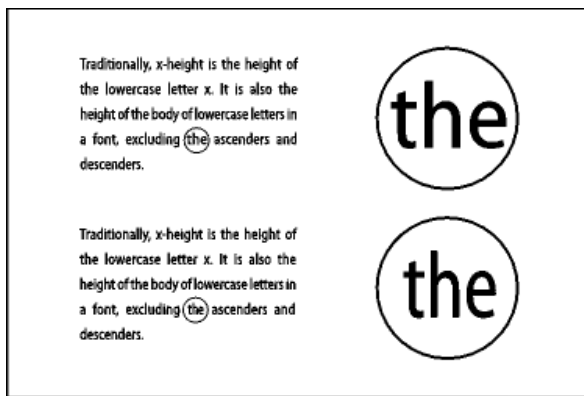 Traditionally, x-height is the height of
the lowercase letter x. It is also the
height of the body of lowercase letters in
a font, excluding the ascenders and
descenders.
the
Traditionally, x-height is the height of
the lowercase letter x. It is also the
height of the body of lowercase letters in
a font, excluding the ascenders and
descenders.
the